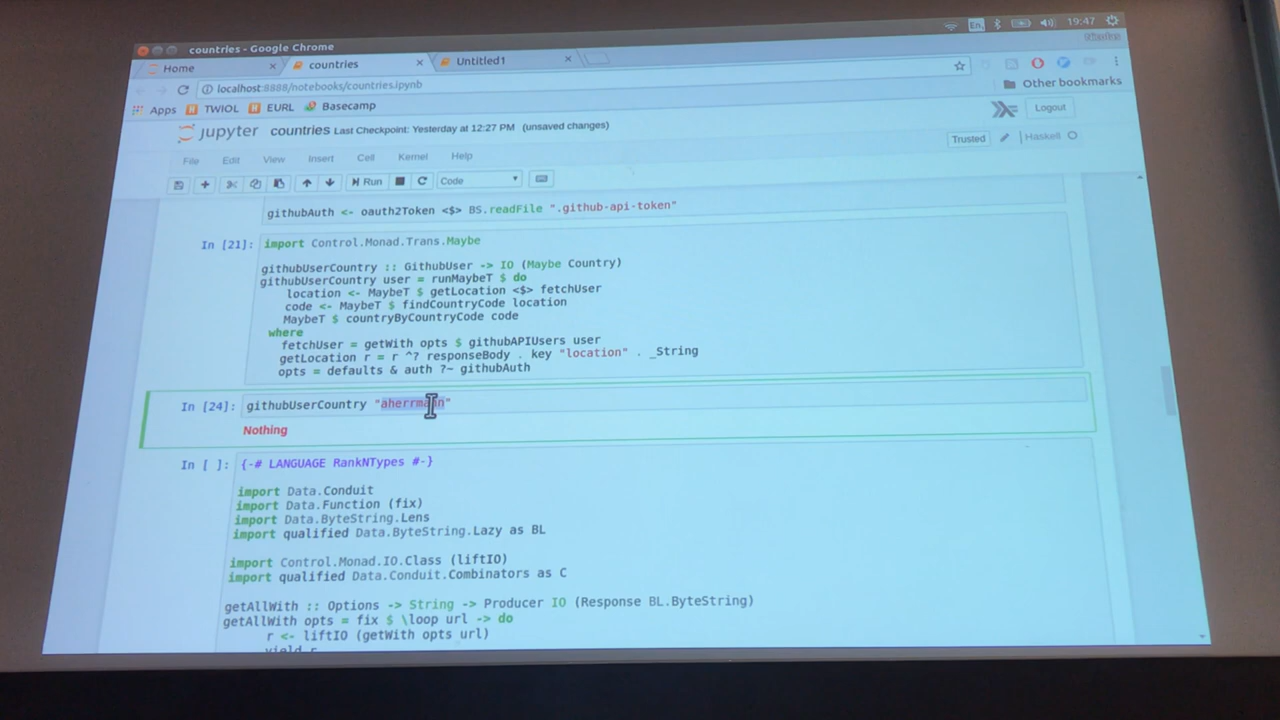 19:47
countries - Google Chrome
Nicolas
Home
countries
Untitled1
localhost:8888/notebooks/countries.ipynb
Apps TWIOL EURL Basecamp Other bookmarks
jupyter countries Last Checkpoint: Yesterday at 12:27 PM (unsaved changes) Logout
File Edit View Insert Cell Kernel Help Trusted Haskell
Run Code
githubAuth <- oauth2Token <$> BS.readFile ".github-api-token"
In [21]: import Control.Monad.Trans.Maybe
githubUserCountry :: GithubUser -> IO (Maybe Country)
githubUserCountry user = runMaybeT $ do
location <- MaybeT $ getLocation <$> fetchUser
code <- MaybeT $ findCountryCode location
MaybeT $ countryByCountryCode code
where
fetchUser = getWith opts $ githubAPIUsers user
getLocation r = r ^? responseBody . key "location" . _String
opts = defaults & auth ?~ githubAuth
In [24]: githubUserCountry "aherrmann"
Nothing
In [ ]: {-# LANGUAGE RankNTypes #-}
import Data.Conduit
import Data.Function (fix)
import Data.ByteString.Lens
import qualified Data.ByteString.Lazy as BL
import Control.Monad.IO.Class (liftIO)
import qualified Data.Conduit.Combinators as C
getAllWith :: Options -> String -> Producer IO (Response BL.ByteString)
getAllWith opts = fix $ \loop url -> do
r <- liftIO (getWith opts url)
yield r